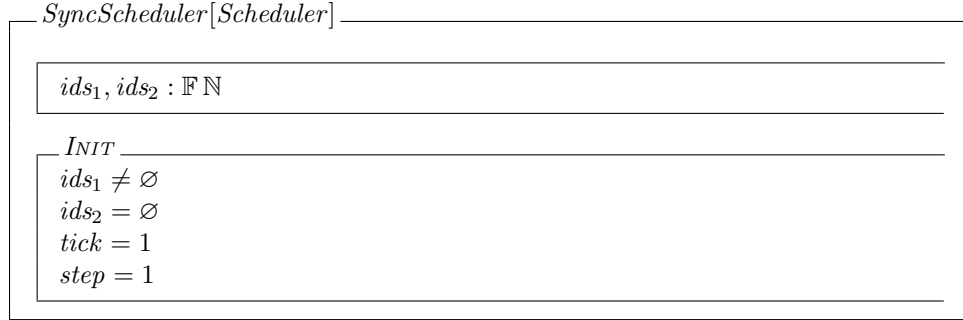 SyncScheduler[Scheduler]
ids₁, ids₂ : 𝔽 ℕ
INIT
ids₁ ≠ ∅
ids₂ = ∅
tick = 1
step = 1